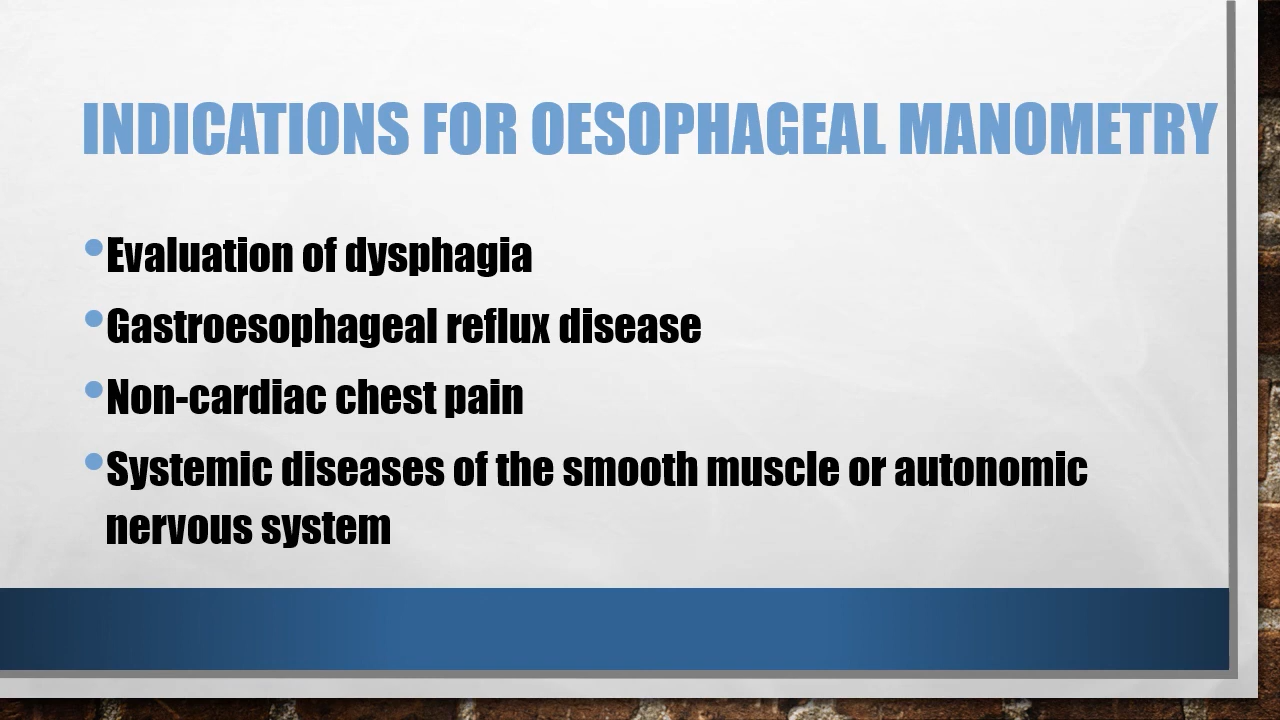 INDICATIONS FOR OESOPHAGEAL MANOMETRY
•Evaluation of dysphagia
•Gastroesophageal reflux disease
•Non-cardiac chest pain
•Systemic diseases of the smooth muscle or autonomic
nervous system